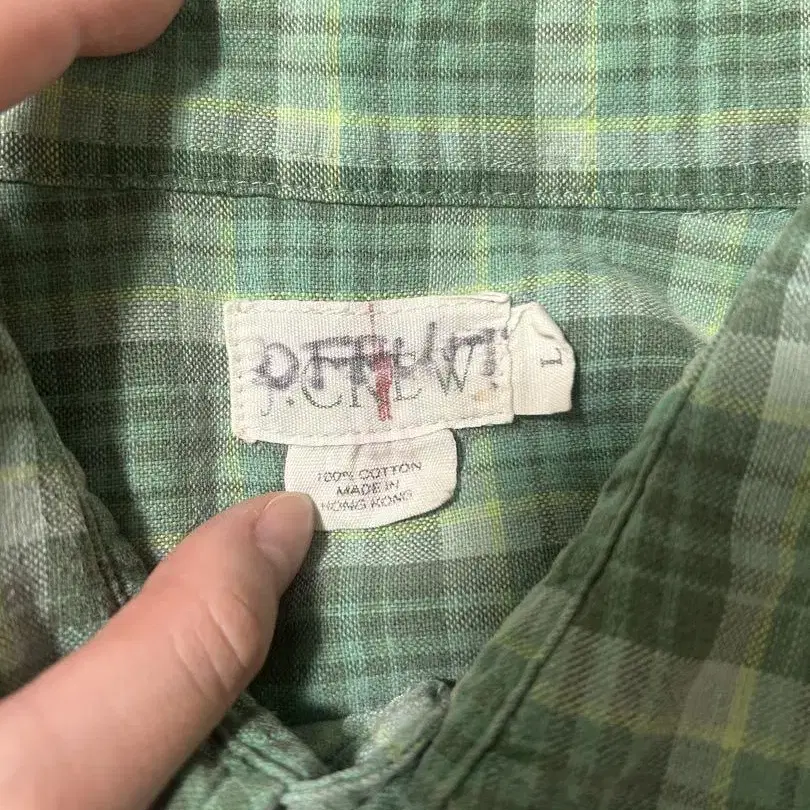 J.CREW
L
100% COTTON
MADE IN
HONG KONG